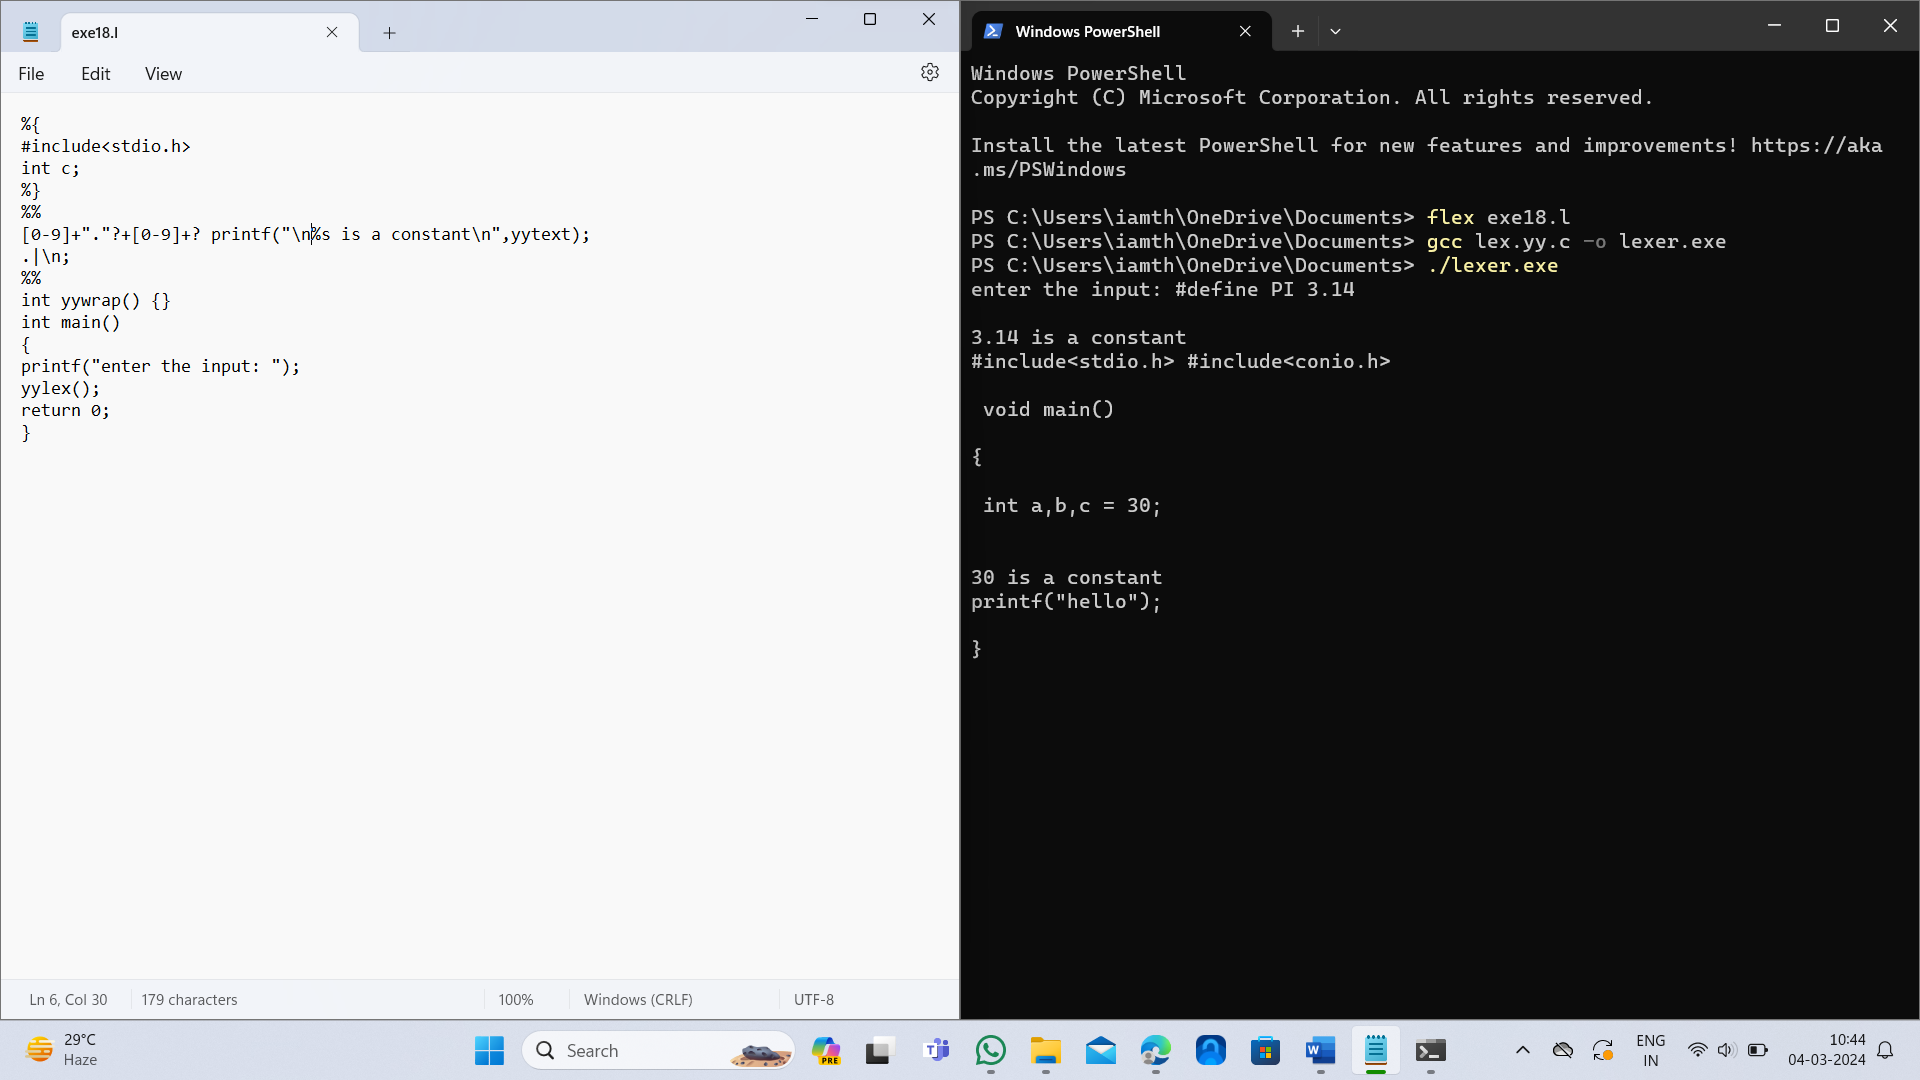 exe18.l
File Edit View
%{
#include<stdio.h>
int c;
%}
%%
[0-9]+"."?+[0-9]+? printf("\n%s is a constant\n",yytext);
.|\n;
%%
int yywrap() {}
int main()
{
printf("enter the input: ");
yylex();
return 0;
}
Ln 6, Col 30 179 characters 100% Windows (CRLF) UTF-8
Windows PowerShell
Windows PowerShell
Copyright (C) Microsoft Corporation. All rights reserved.
Install the latest PowerShell for new features and improvements! https://aka
.ms/PSWindows
PS C:\Users\iamth\OneDrive\Documents> flex exe18.l
PS C:\Users\iamth\OneDrive\Documents> gcc lex.yy.c -o lexer.exe
PS C:\Users\iamth\OneDrive\Documents> ./lexer.exe
enter the input: #define PI 3.14
3.14 is a constant
#include<stdio.h> #include<conio.h>
void main()
{
int a,b,c = 30;
30 is a constant
printf("hello");
}
29°C
Haze
Search
PRE
ENG
IN
10:44
04-03-2024